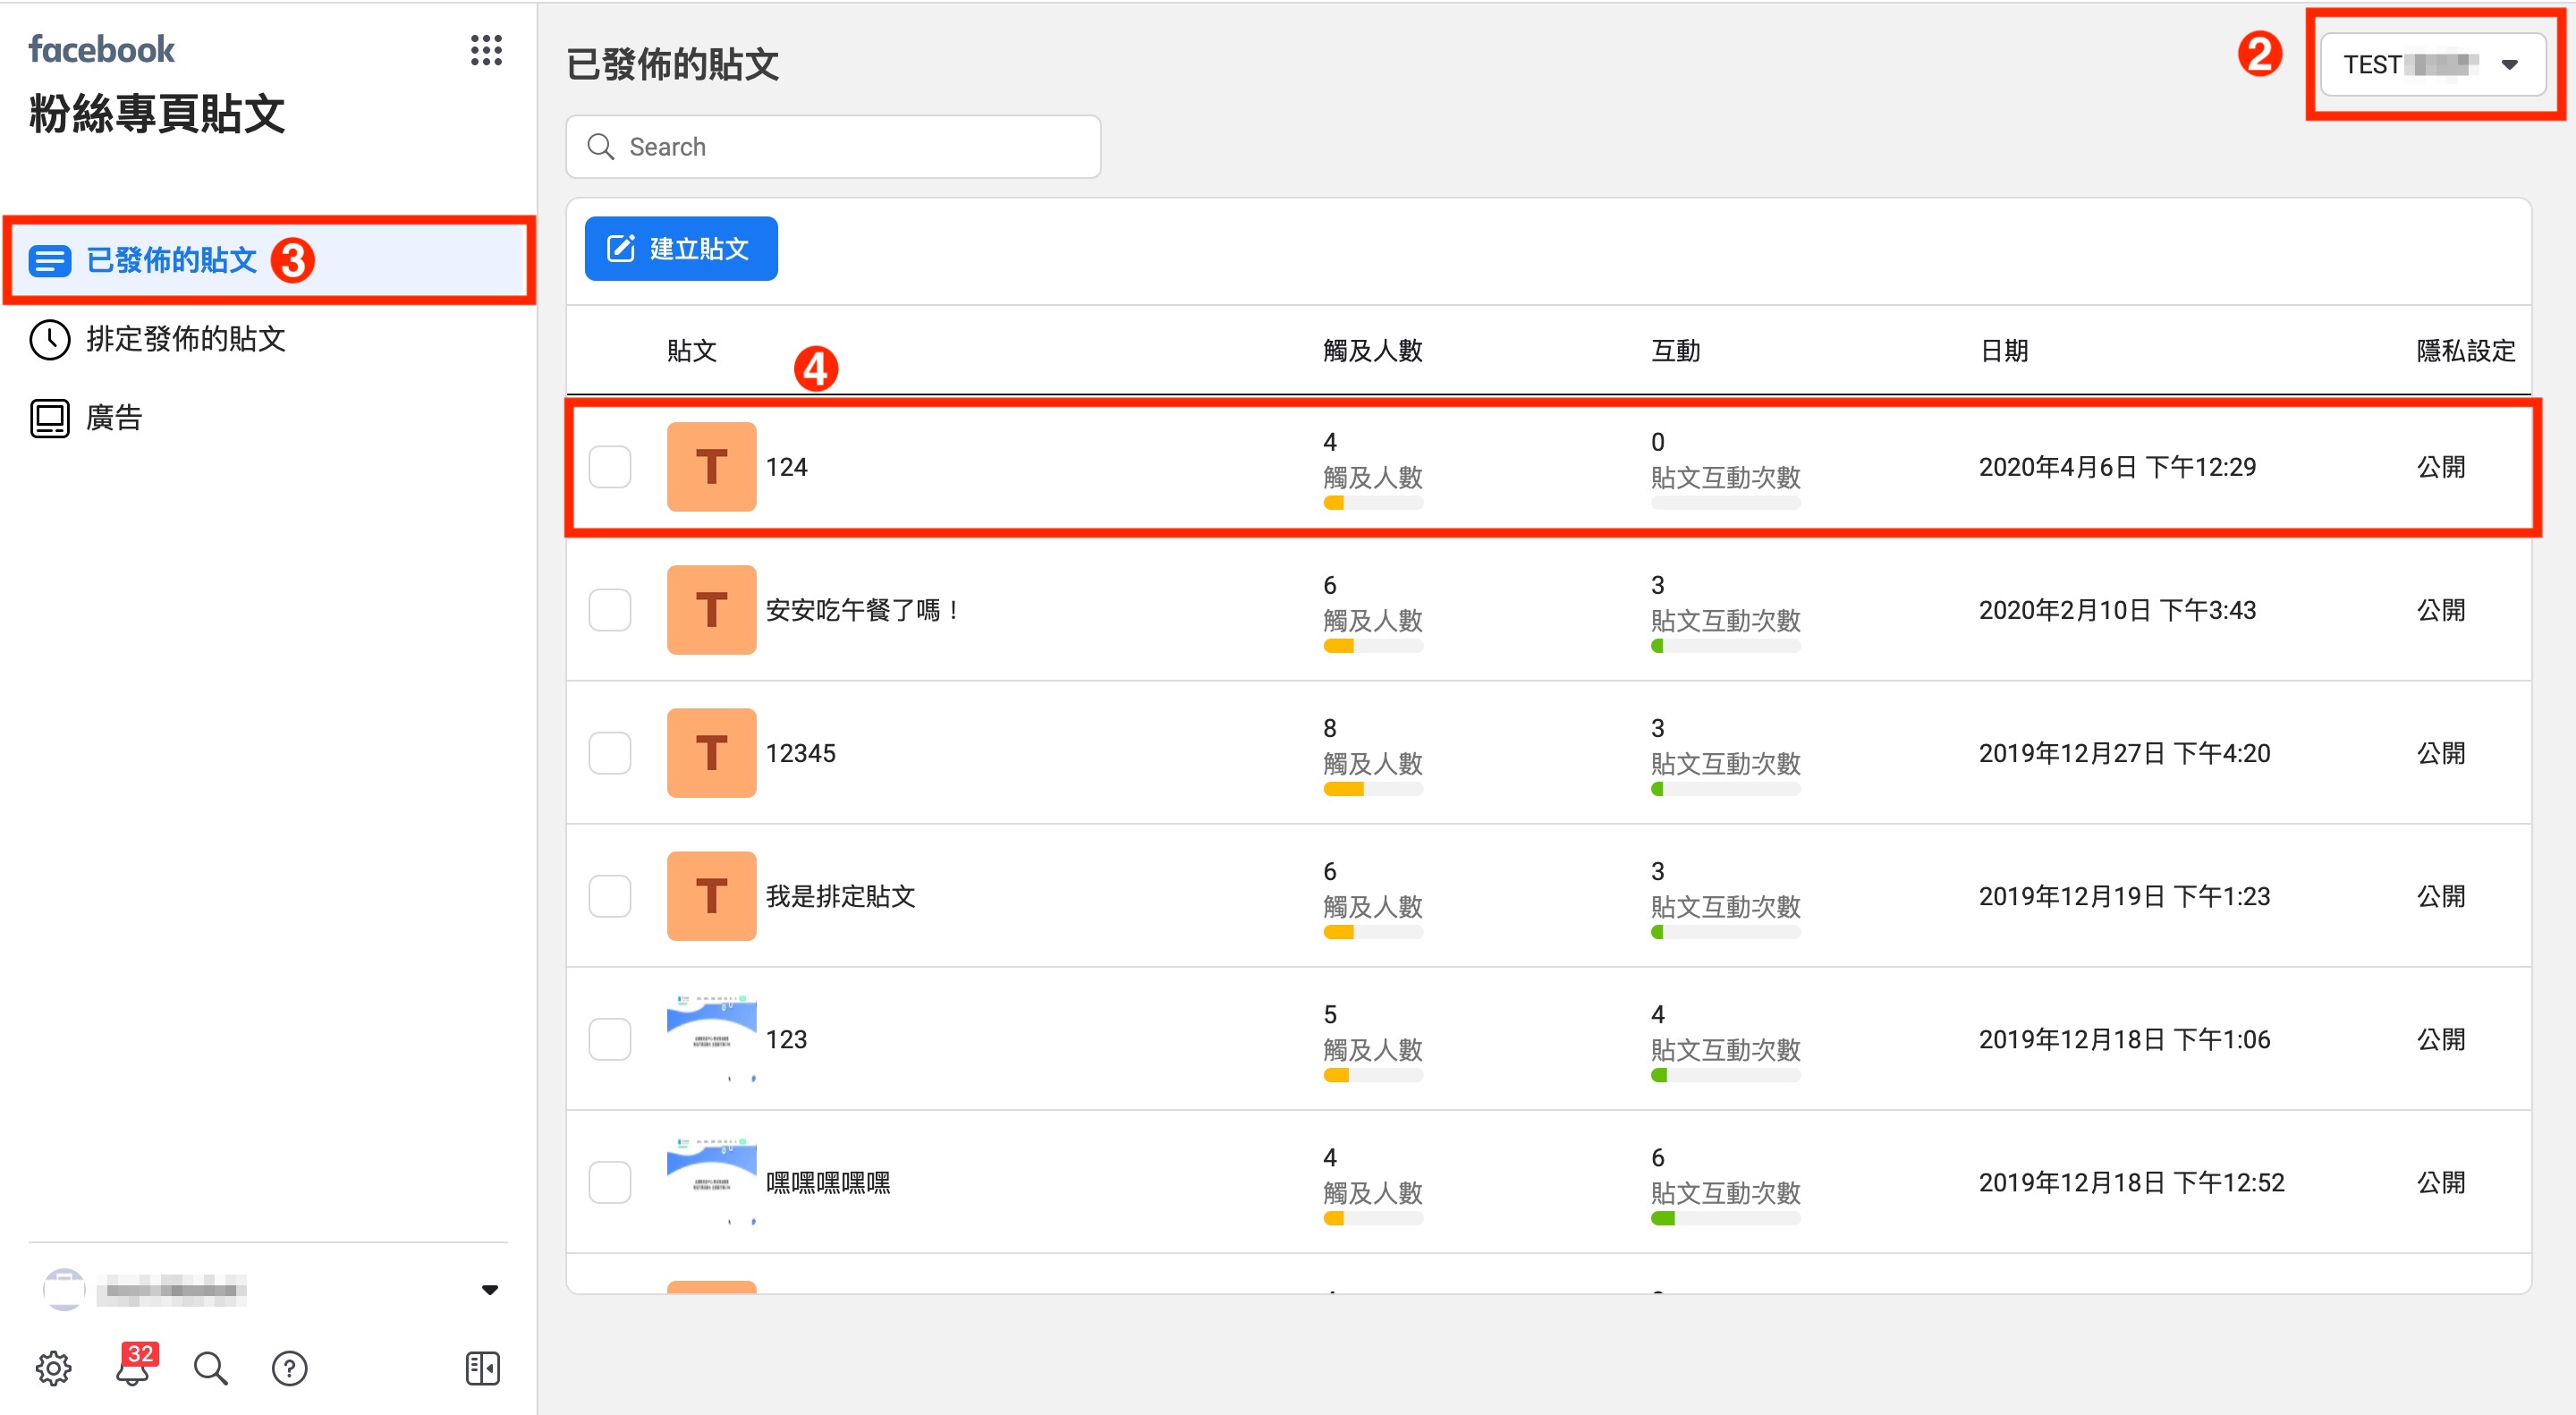 facebook
粉絲專頁貼文
已發佈的貼文 3
排定發佈的貼文
廣告
32
已發佈的貼文
2
TEST
Search
建立貼文
貼文 觸及人數 互動 日期 隱私設定
4
T 124 4 觸及人數 0 貼文互動次數 2020年4月6日 下午12:29 公開
T 安安吃午餐了嗎！ 6 觸及人數 3 貼文互動次數 2020年2月10日 下午3:43 公開
T 12345 8 觸及人數 3 貼文互動次數 2019年12月27日 下午4:20 公開
T 我是排定貼文 6 觸及人數 3 貼文互動次數 2019年12月19日 下午1:23 公開
123 5 觸及人數 4 貼文互動次數 2019年12月18日 下午1:06 公開
嘿嘿嘿嘿嘿 4 觸及人數 6 貼文互動次數 2019年12月18日 下午12:52 公開